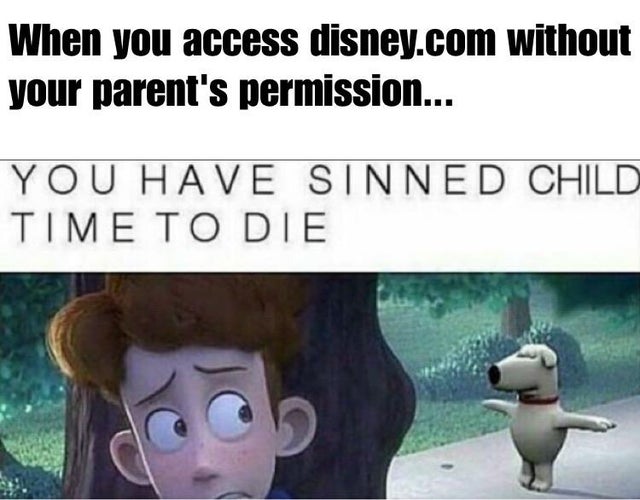 When you access disney.com without
your parent's permission...
YOU HAVE SINNED CHILD
TIME TO DIE